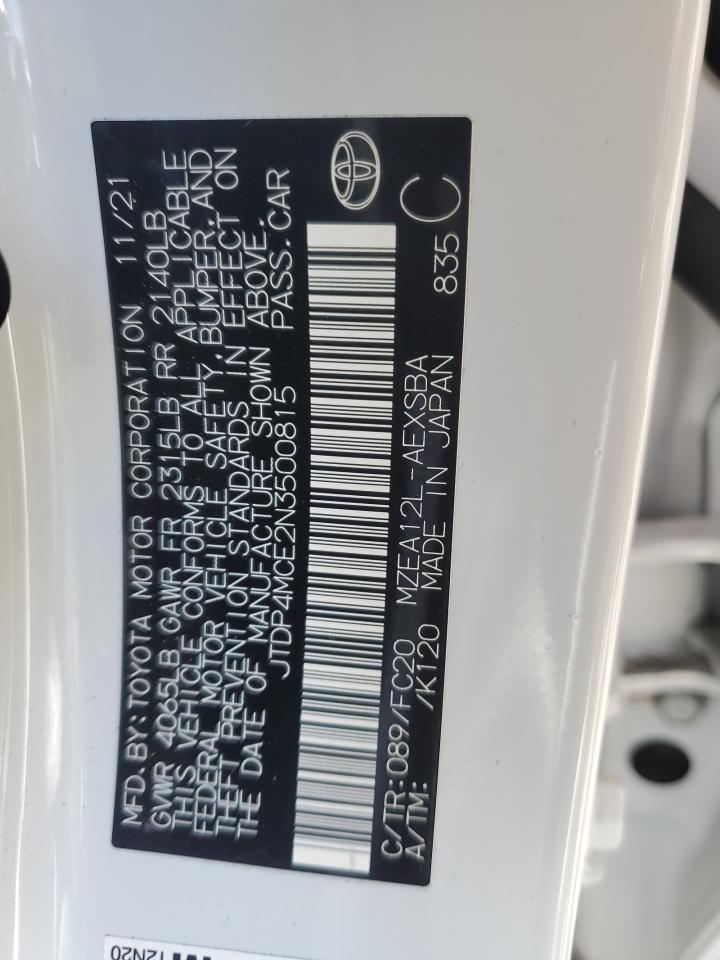 MFD. BY: TOYOTA MOTOR CORPORATION 11/21
GVWR 4065LB GAWR FR 2315LB RR 2140LB
THIS VEHICLE CONFORMS TO ALL APPLICABLE
FEDERAL MOTOR VEHICLE SAFETY, BUMPER, AND
THEFT PREVENTION STANDARDS IN EFFECT ON
THE DATE OF MANUFACTURE SHOWN ABOVE.
JTDP4MCE2N3500815 PASS. CAR
C/TR: 089/FC20 MZEA12L-AEXSBA 835 C
A/TM: /K120 MADE IN JAPAN
12N20